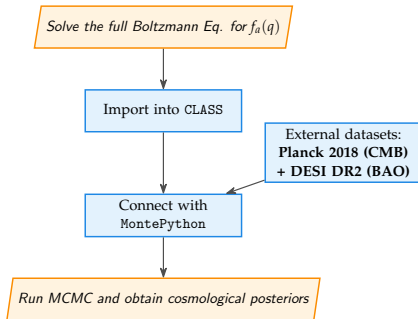 Solve the full Boltzmann Eq. for f_a(q)
Import into CLASS
External datasets:
Planck 2018 (CMB)
+ DESI DR2 (BAO)
Connect with
MontePython
Run MCMC and obtain cosmological posteriors